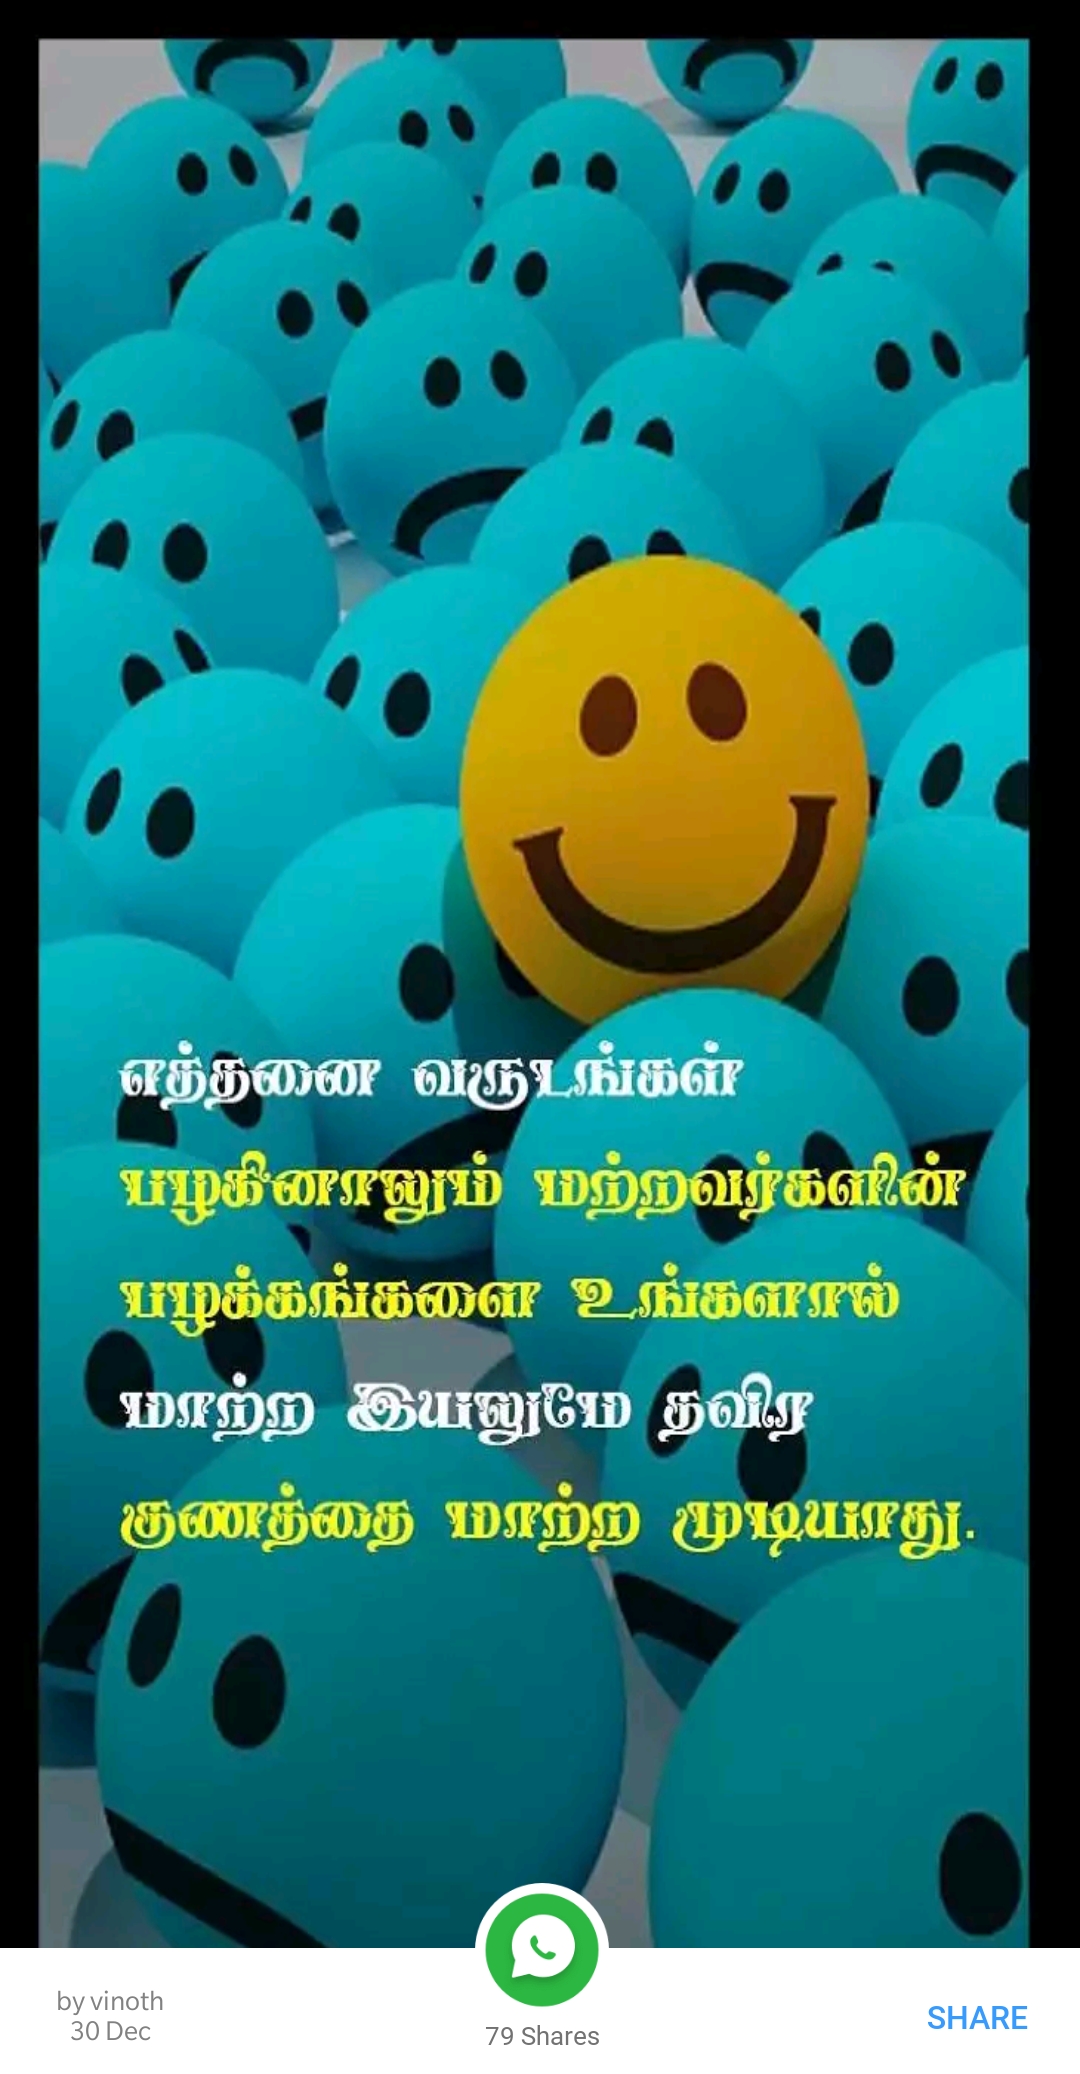 எத்தனை வருடங்கள்
பழகினாலும் மற்றவர்களின்
பழக்கங்களை உங்களால்
மாற்ற இயலுமே தவிர
குணத்தை மாற்ற முடியாது.
by vinoth
30 Dec
79 Shares
SHARE